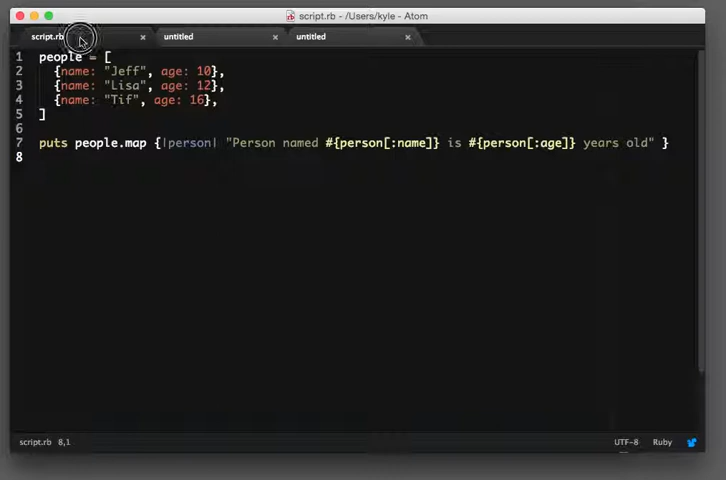 script.rb - /Users/kyle - Atom
script.rb untitled untitled
1 people = [
2 {name: "Jeff", age: 10},
3 {name: "Lisa", age: 12},
4 {name: "Tif", age: 16},
5 ]
6
7 puts people.map {|person| "Person named #{person[:name]} is #{person[:age]} years old" }
8
script.rb 8,1 UTF-8 Ruby